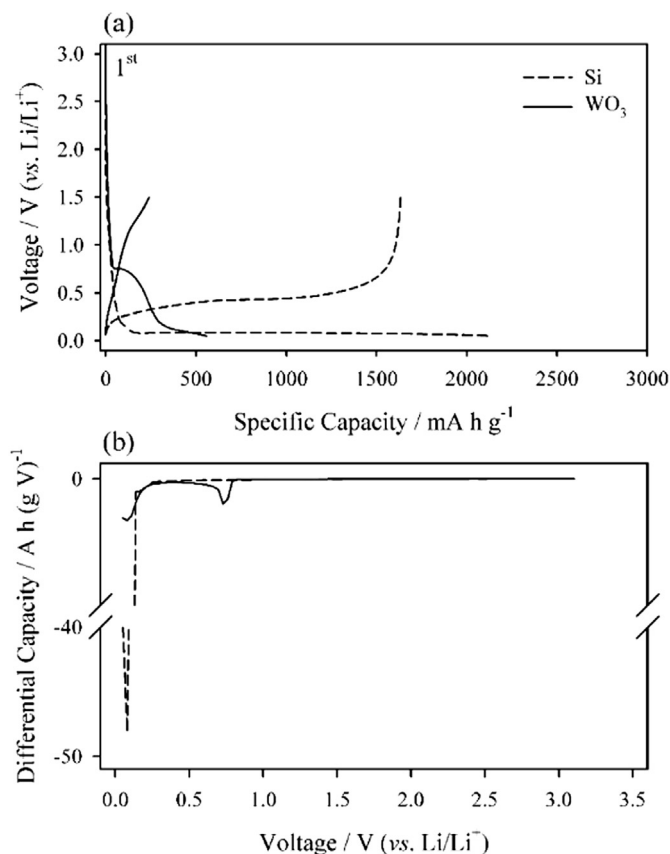 (a)
1st
Si
WO3
3.0
2.5
2.0
1.5
1.0
0.5
0.0
Voltage / V (vs. Li/Li+)
0 500 1000 1500 2000 2500 3000
Specific Capacity / mA h g-1
(b)
0
-40
-50
Differential Capacity / A h (g V)-1
0.0 0.5 1.0 1.5 2.0 2.5 3.0 3.5
Voltage / V (vs. Li/Li+)